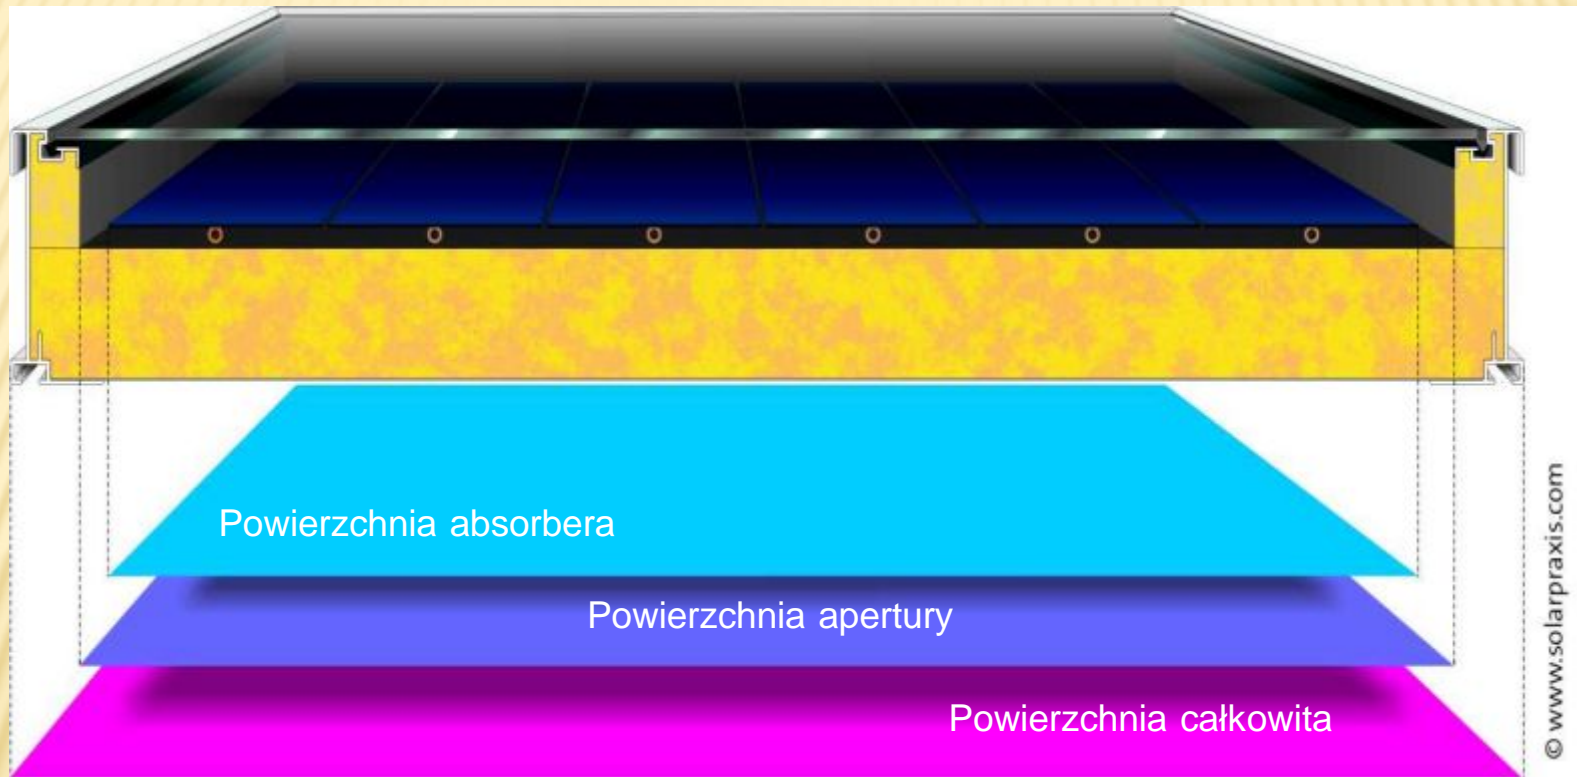 Powierzchnia absorbera
Powierzchnia apertury
Powierzchnia całkowita
© www.solarpraxis.com